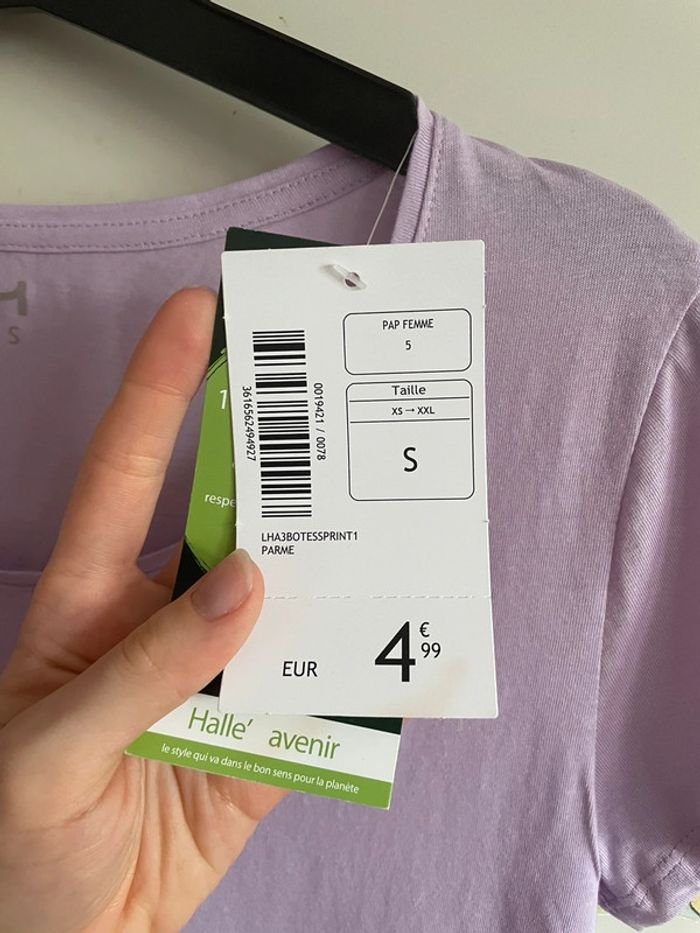 PAP FEMME
5
Taille
XS → XXL
S
3616562494927
0019421 / 0078
LHA3BOTESSPRINT1
PARME
EUR
4€99
1
Halle' avenir
le style qui va dans le bon sens pour la planète
S